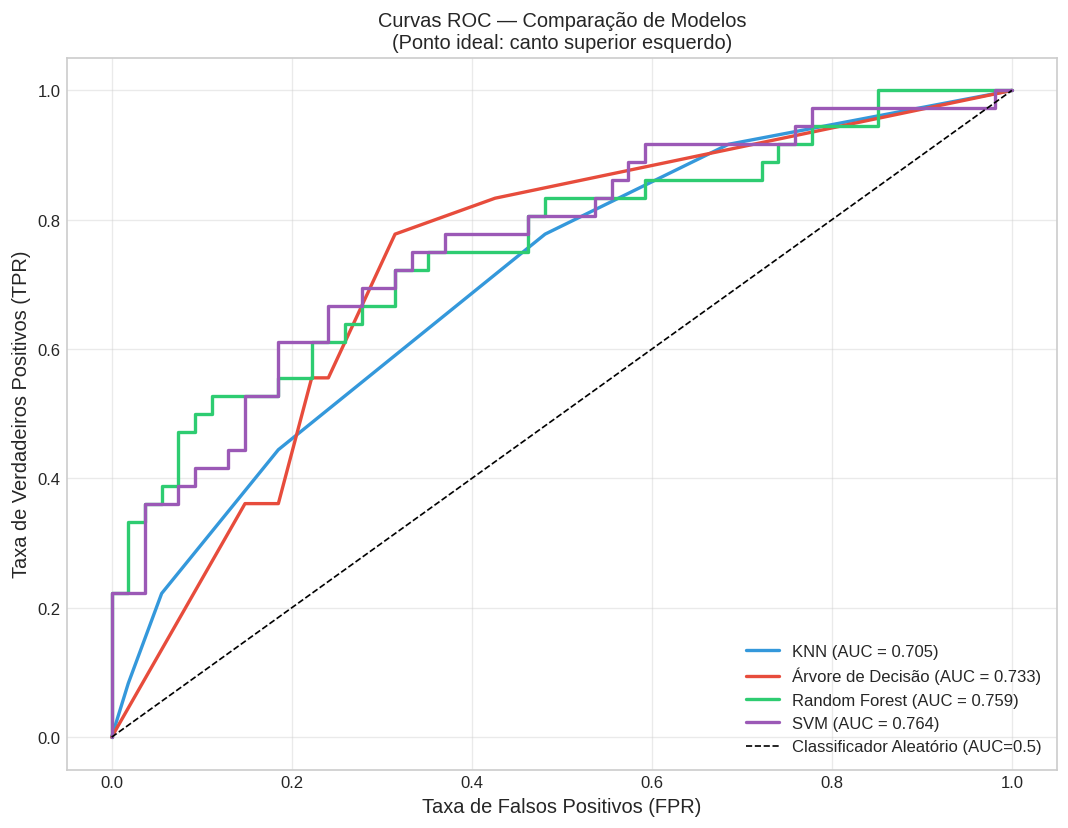 Curvas ROC — Comparação de Modelos
(Ponto ideal: canto superior esquerdo)
Taxa de Verdadeiros Positivos (TPR)
1.0
0.8
0.6
0.4
0.2
0.0
0.0 0.2 0.4 0.6 0.8 1.0
Taxa de Falsos Positivos (FPR)
KNN (AUC = 0.705)
Árvore de Decisão (AUC = 0.733)
Random Forest (AUC = 0.759)
SVM (AUC = 0.764)
Classificador Aleatório (AUC=0.5)